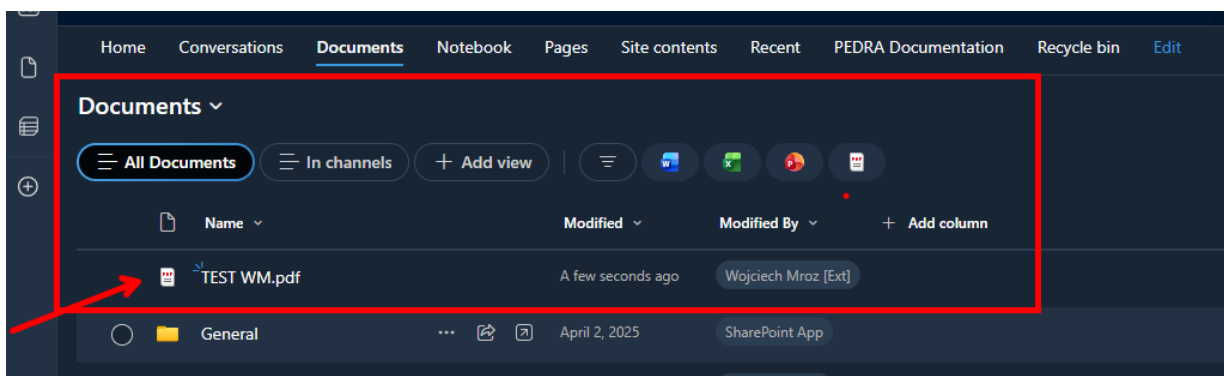 Home Conversations Documents Notebook Pages Site contents Recent PEDRA Documentation Recycle bin Edit
Documents
All Documents In channels + Add view
Name Modified Modified By + Add column
TEST WM.pdf A few seconds ago Wojciech Mroz [Ext]
General ... April 2, 2025 SharePoint App